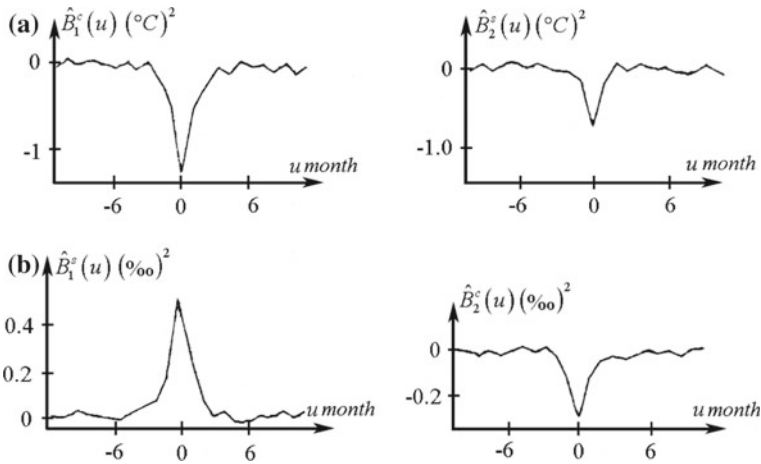 (a) B̂₁ᶜ(u) (°C)²
0
-1
-6 0 6
u month
B̂₂ˢ(u) (°C)²
0
-1.0
-6 0 6
u month
(b) B̂₁ˢ(u) (‰)²
0.4
0.2
0
-6 0 6
u month
B̂₂ᶜ(u) (‰)²
0
-0.2
-6 0 6
u month